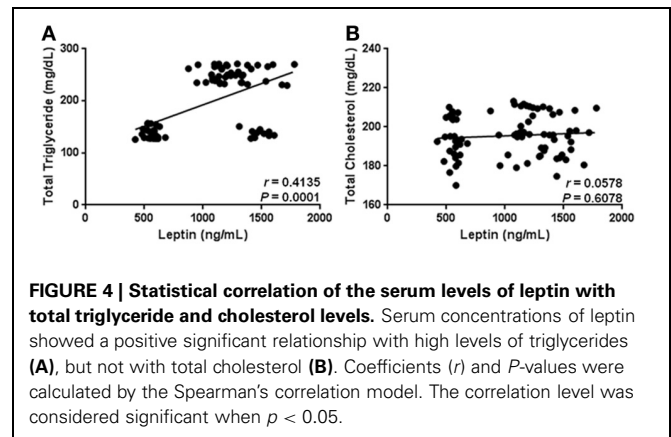 A
B
300
200
100
0
Total Triglyceride (mg/dL)
0
500
1000
1500
2000
Leptin (ng/mL)
r = 0.4135
P = 0.0001
240
220
200
180
160
Total Cholesterol (mg/dL)
0
500
1000
1500
2000
Leptin (ng/mL)
r = 0.0578
P = 0.6078
FIGURE 4 | Statistical correlation of the serum levels of leptin with
total triglyceride and cholesterol levels. Serum concentrations of leptin
showed a positive significant relationship with high levels of triglycerides
(A), but not with total cholesterol (B). Coefficients (r) and P-values were
calculated by the Spearman's correlation model. The correlation level was
considered significant when p < 0.05.